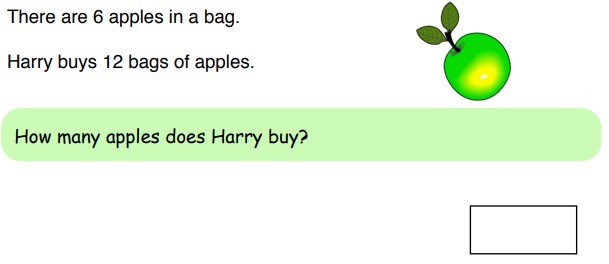 There are 6 apples in a bag.
Harry buys 12 bags of apples.
How many apples does Harry buy?